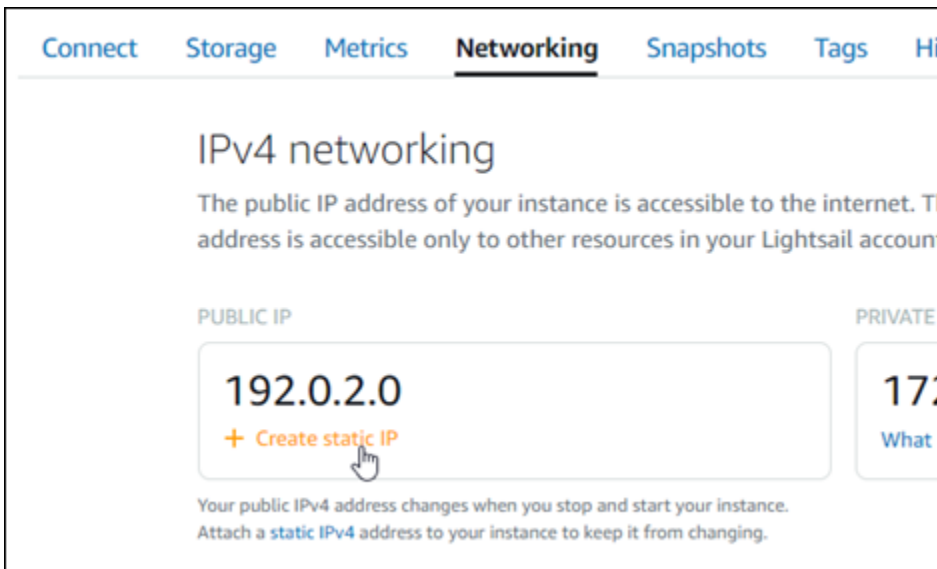 Connect Storage Metrics Networking Snapshots Tags Hi
IPv4 networking
The public IP address of your instance is accessible to the internet. T
address is accessible only to other resources in your Lightsail accoun
PUBLIC IP PRIVATE
192.0.2.0 172
+ Create static IP What
Your public IPv4 address changes when you stop and start your instance.
Attach a static IPv4 address to your instance to keep it from changing.